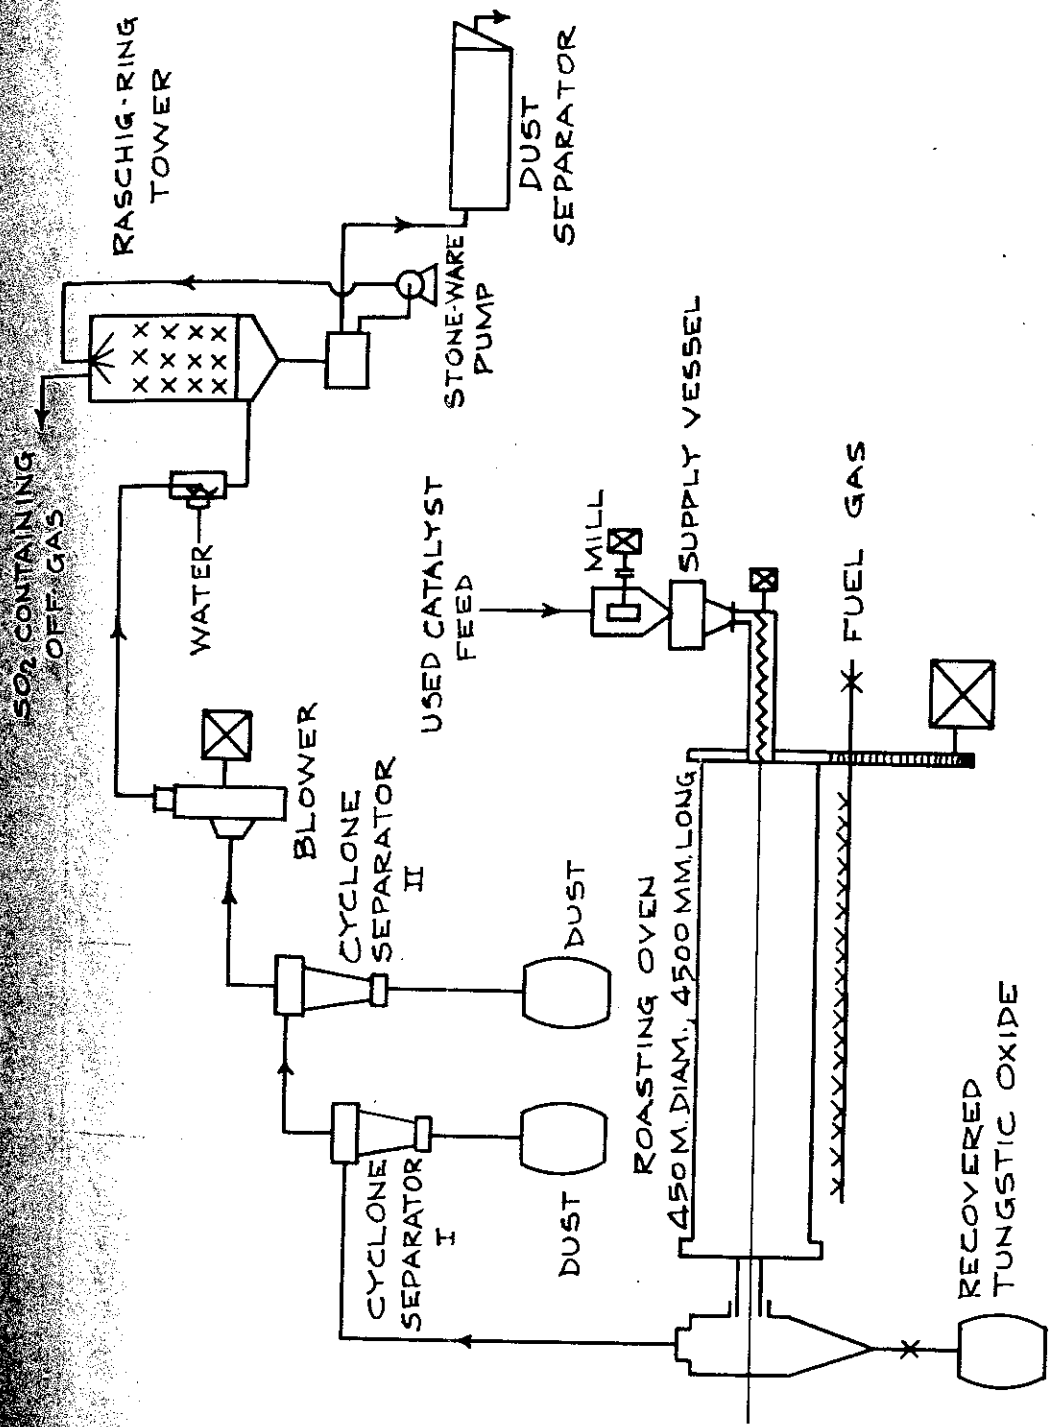 SO2 CONTAINING
OFF-GAS
RASCHIG-RING
TOWER
WATER
BLOWER
STONE-WARE
PUMP
DUST
SEPARATOR
CYCLONE
SEPARATOR
II
CYCLONE
SEPARATOR
I
DUST
DUST
USED CATALYST
FEED
MILL
SUPPLY VESSEL
ROASTING OVEN
450 M.DIAM., 4500 MM.LONG
FUEL GAS
RECOVERED
TUNGSTIC OXIDE